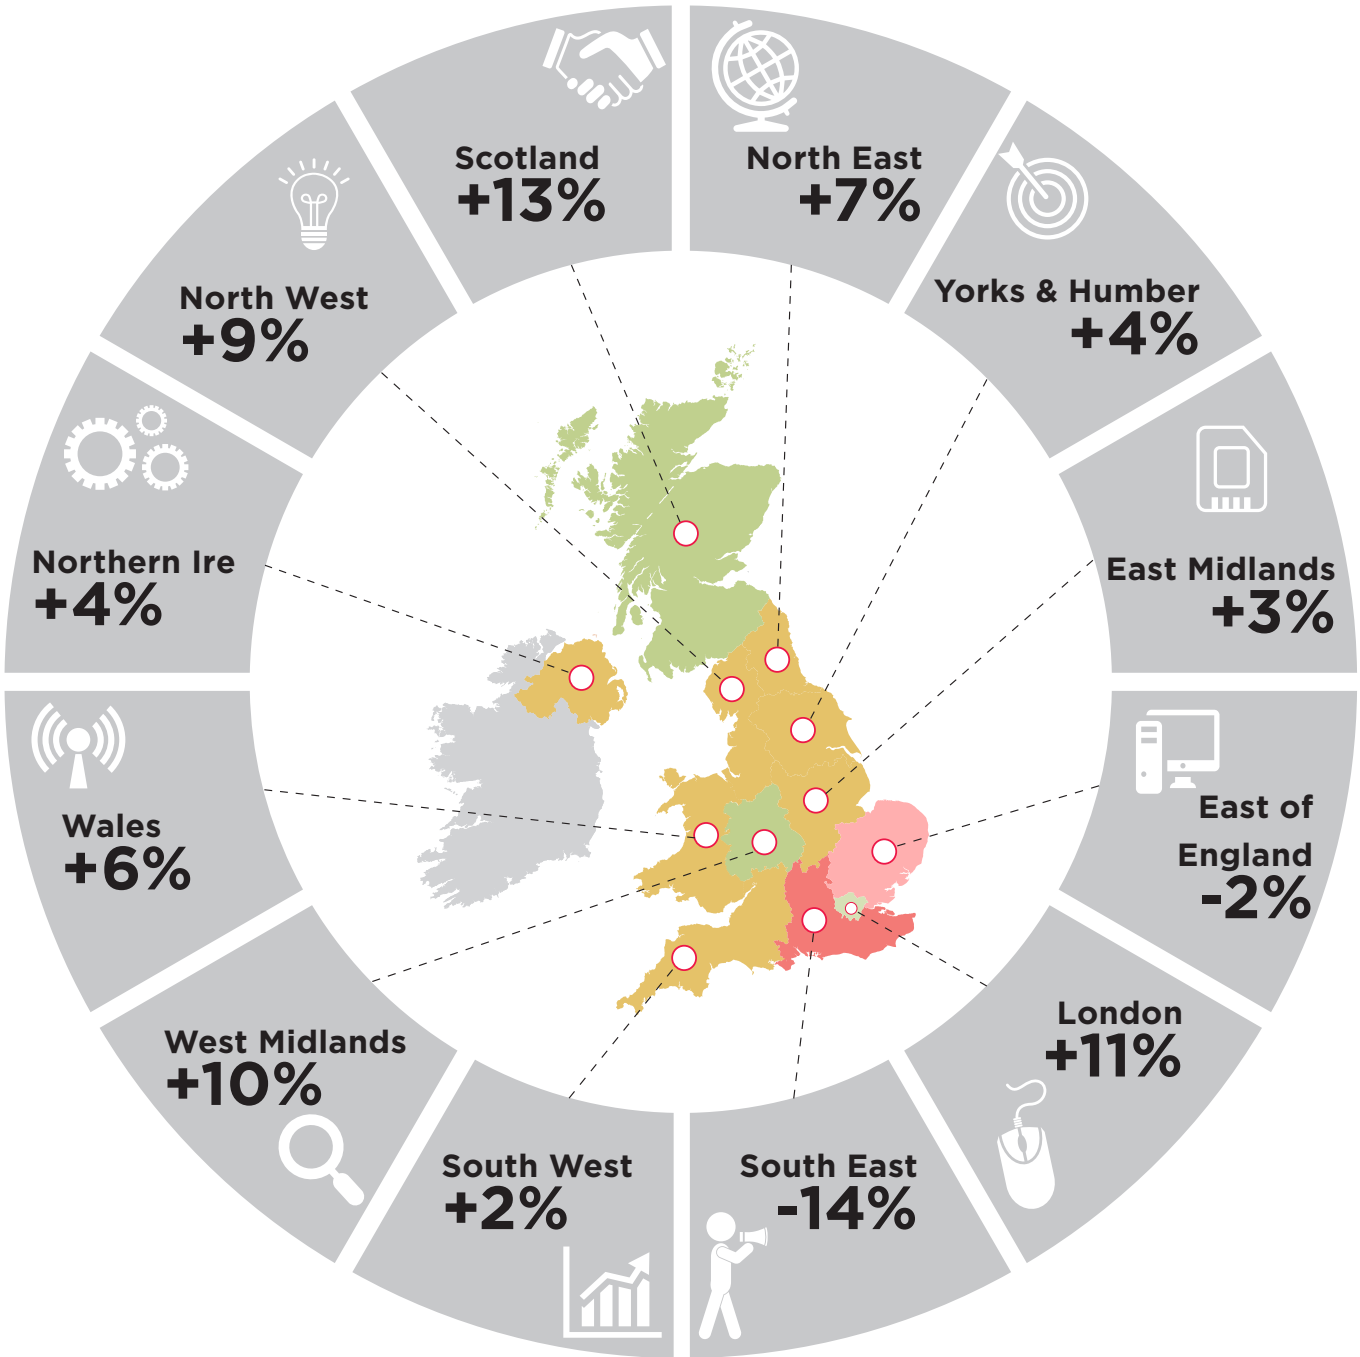 Scotland
+13%
North East
+7%
Yorks & Humber
+4%
East Midlands
+3%
East of
England
-2%
London
+11%
South East
-14%
South West
+2%
West Midlands
+10%
Wales
+6%
Northern Ire
+4%
North West
+9%